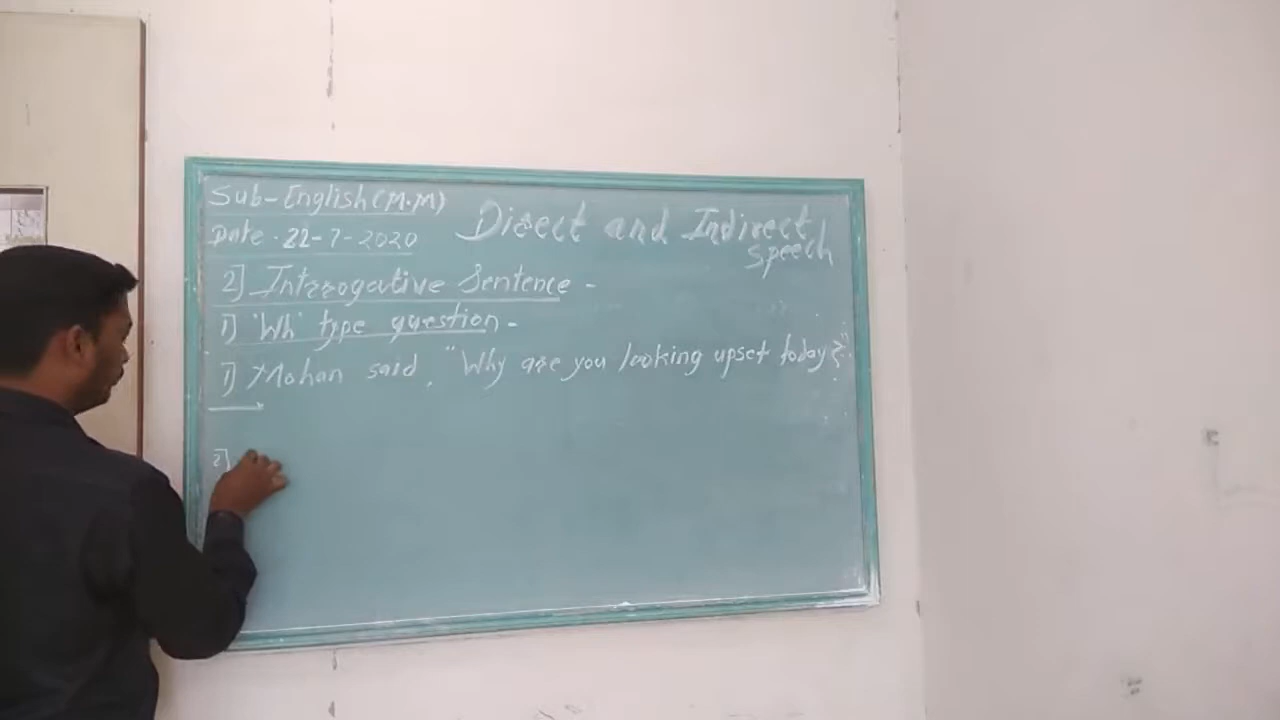 Sub-English(M.M)
Date.22-7-2020
Direct and Indirect
Speech
2] Interrogative Sentence -
1) 'Wh' type question -
1] Mohan said, "Why are you looking upset today?"
2]